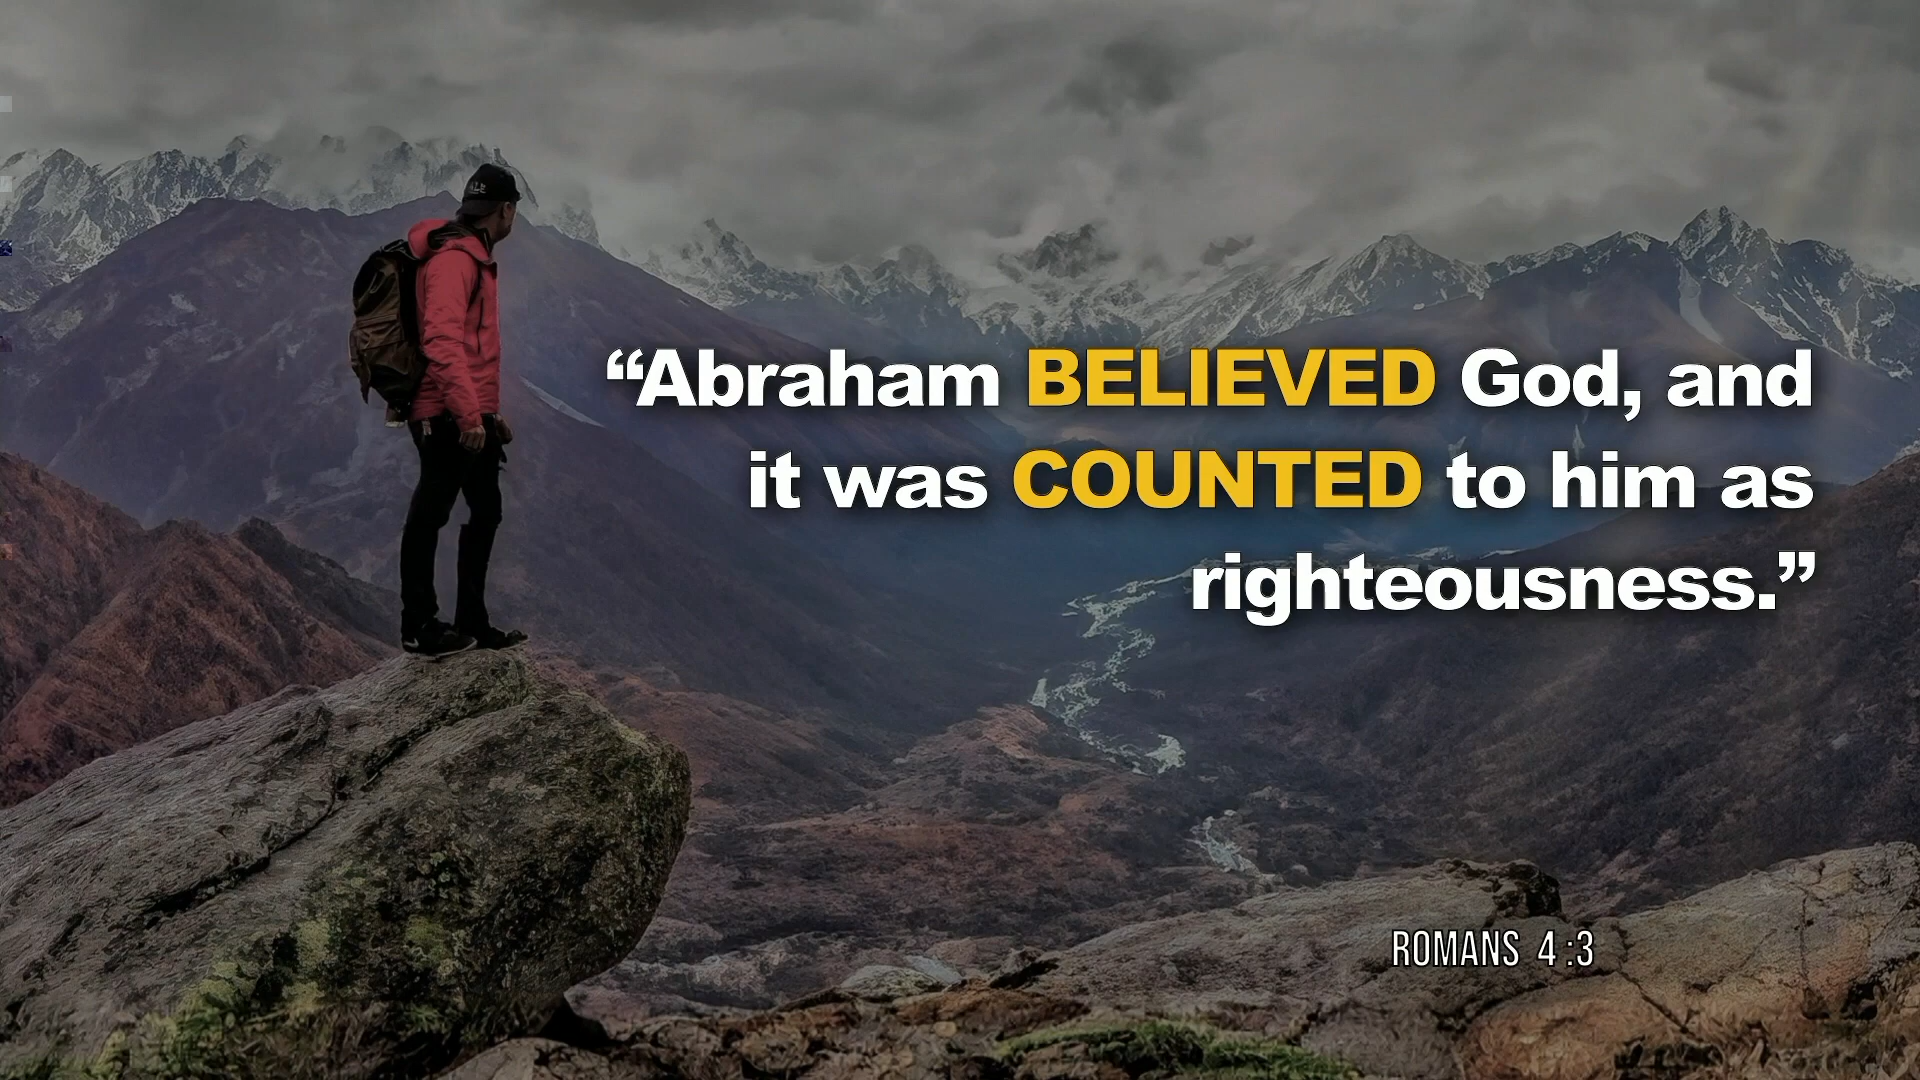 “Abraham BELIEVED God, and
it was COUNTED to him as
righteousness.”
ROMANS 4:3